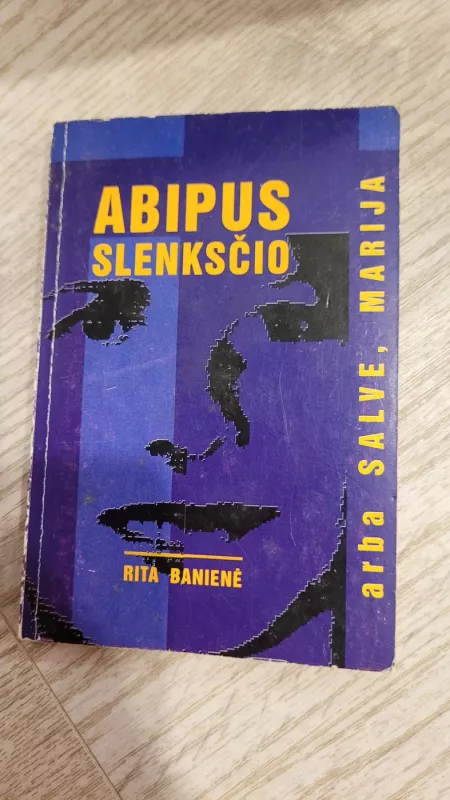 ABIPUS
SLENKSČIO
arba SALVE, MARIJA
RITA BANIENĖ